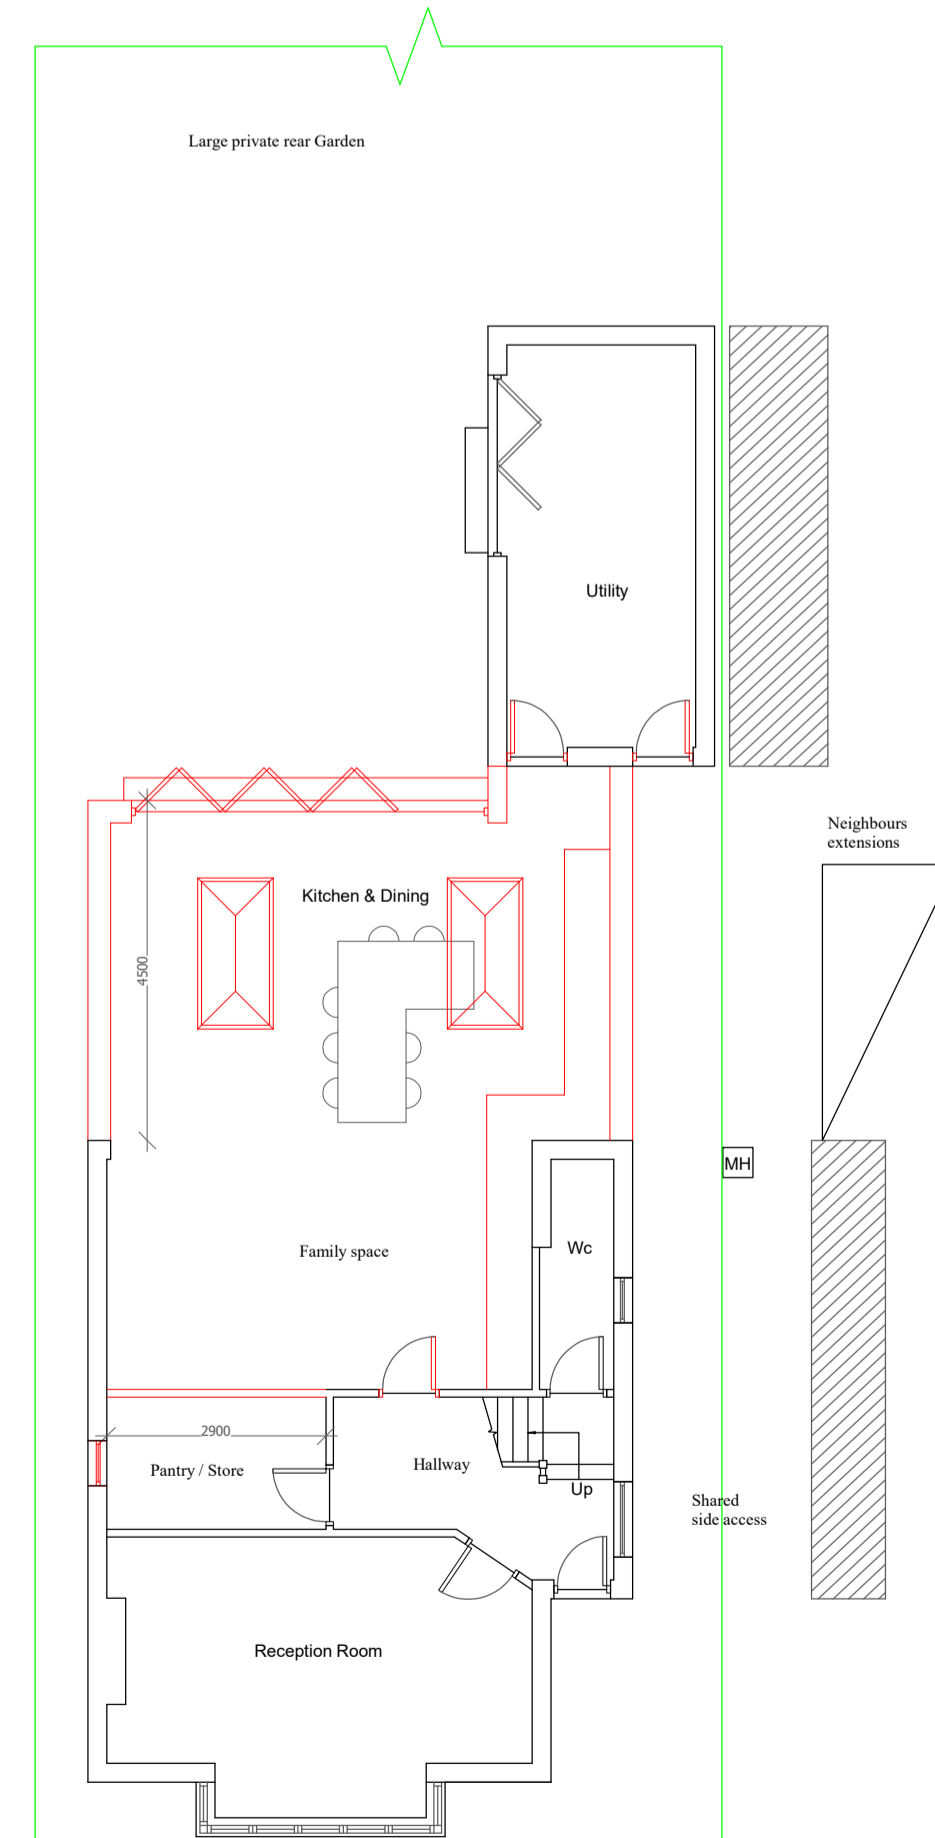 Large private rear Garden
Utility
Neighbours
extensions
Kitchen & Dining
4500
MH
Wc
Family space
2900
Hallway
Pantry / Store
Up
Shared
side access
Reception Room